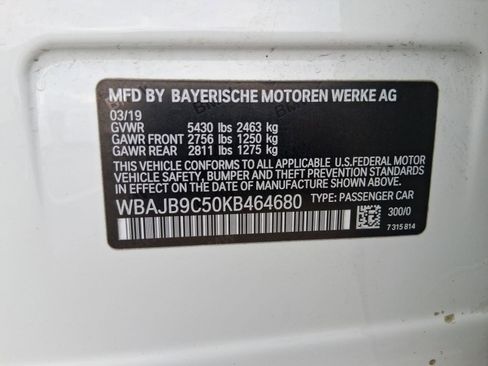 MFD BY BAYERISCHE MOTOREN WERKE AG
03/19
GVWR 5430 lbs 2463 kg
GAWR FRONT 2756 lbs 1250 kg
GAWR REAR 2811 lbs 1275 kg
THIS VEHICLE CONFORMS TO ALL APPLICABLE U.S.FEDERAL MOTOR
VEHICLE SAFETY, BUMPER AND THEFT PREVENTION STANDARDS
IN EFFECT ON THE DATE OF MANUFACTURE SHOWN ABOVE.
WBAJB9C50KB464680 TYPE: PASSENGER CAR
300/0
7 315 814